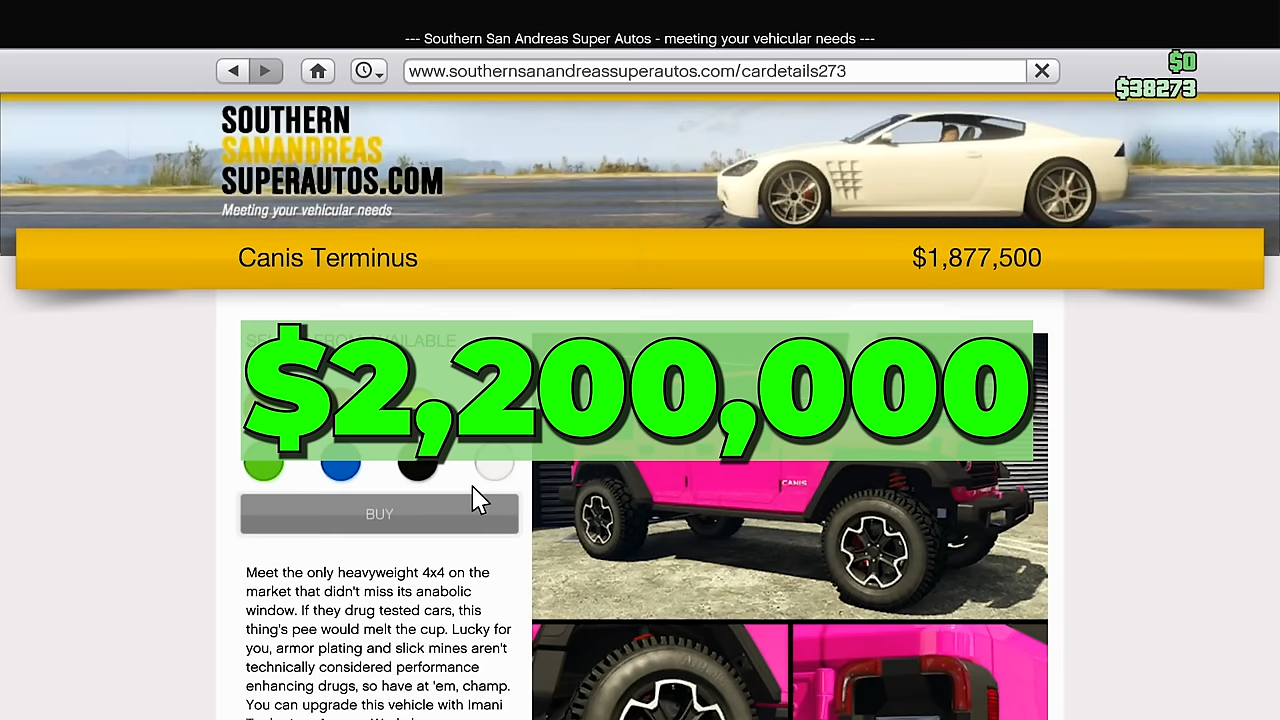 --- Southern San Andreas Super Autos - meeting your vehicular needs ---
www.southernsanandreassuperautos.com/cardetails273
$0
$38273
SOUTHERN
SANANDREAS
SUPERAUTOS.COM
Meeting your vehicular needs
Canis Terminus
$1,877,500
$2,200,000
CANIS
BUY
Meet the only heavyweight 4x4 on the
market that didn't miss its anabolic
window. If they drug tested cars, this
thing's pee would melt the cup. Lucky for
you, armor plating and slick mines aren't
technically considered performance
enhancing drugs, so have at 'em, champ.
You can upgrade this vehicle with Imani